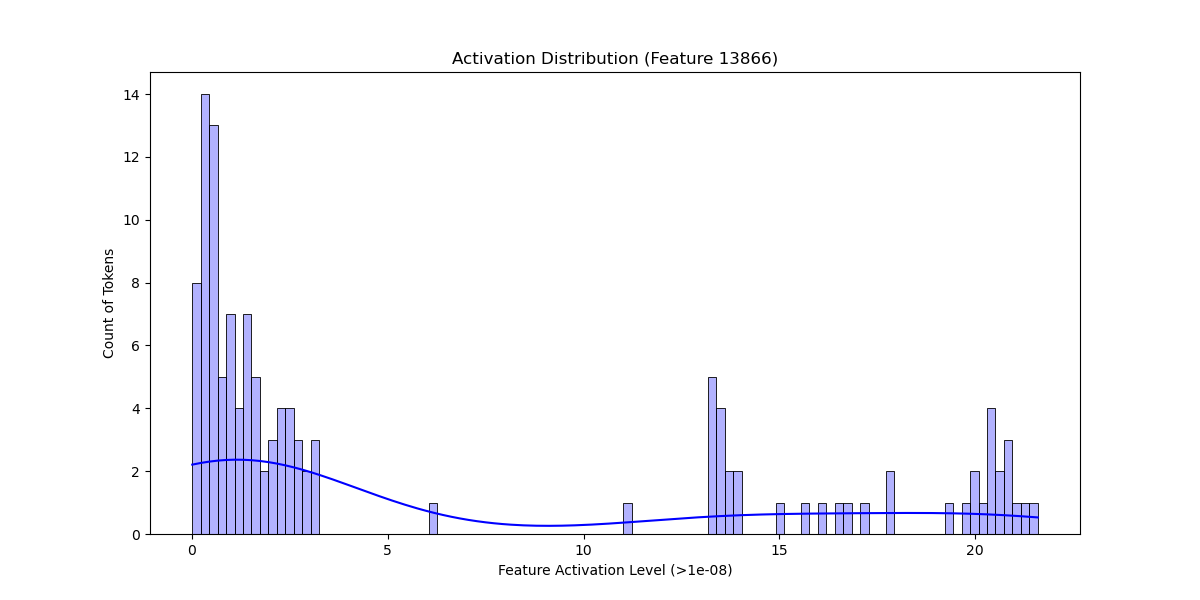 Activation Distribution (Feature 13866)
14
12
10
8
6
4
2
0
Count of Tokens
0 5 10 15 20
Feature Activation Level (>1e-08)